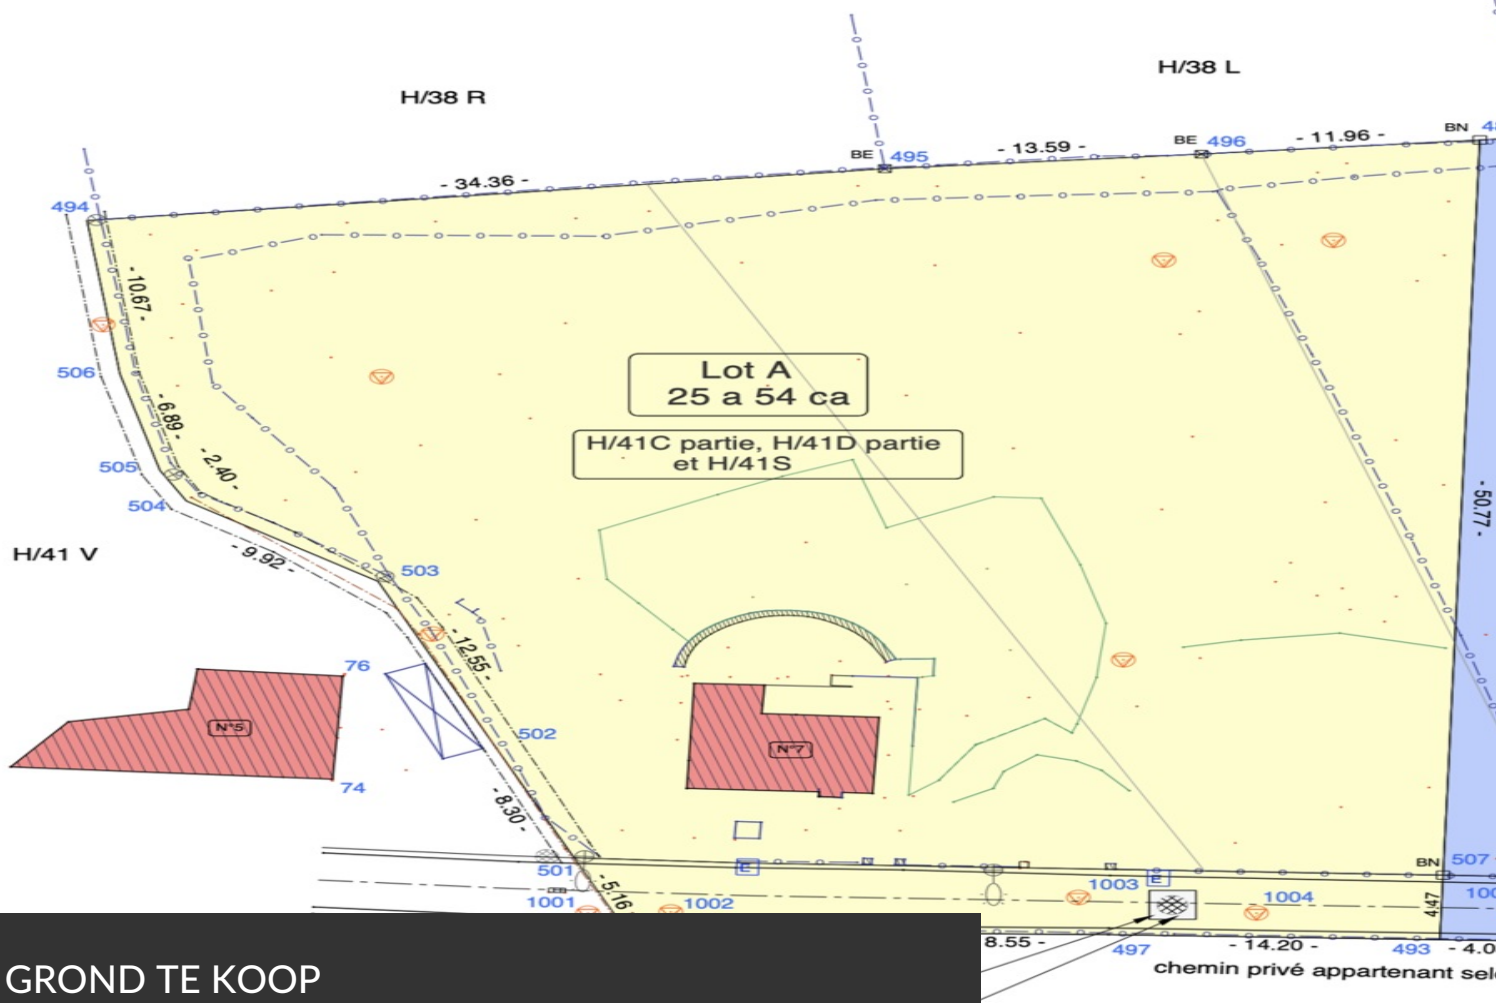 H/38 R
H/38 L
BN
- 11.96 -
BE
496
- 13.59 -
BE
495
- 34.36 -
494
- 10.67 -
506
- 6.89 -
- 2.40 -
505
504
H/41 V
- 9.92 -
503
Lot A
25 a 54 ca
H/41C partie, H/41D partie
et H/41S
- 50.77 -
- 12.55 -
76
N°5
74
502
N°7
- 8.30 -
501
E
E
BN
507
1001
- 5.16
1002
1003
1004
4.47
8.55 -
497
- 14.20 -
493
- 4.0
chemin privé appartenant
GROND TE KOOP